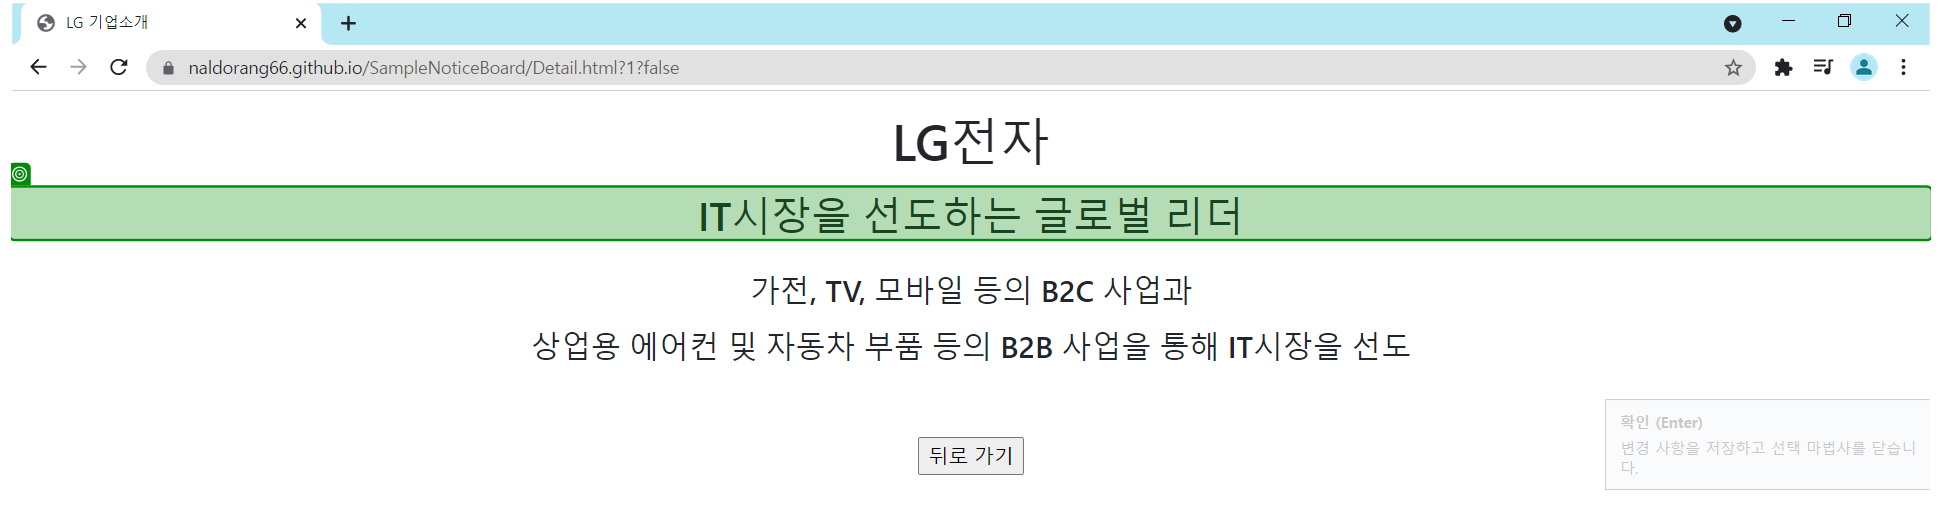 LG 기업소개
naldorang66.github.io/SampleNoticeBoard/Detail.html?1?false
LG전자
IT시장을 선도하는 글로벌 리더
가전, TV, 모바일 등의 B2C 사업과
상업용 에어컨 및 자동차 부품 등의 B2B 사업을 통해 IT시장을 선도
뒤로 가기
확인 (Enter)
변경 사항을 저장하고 선택 마법사를 닫습니
다.